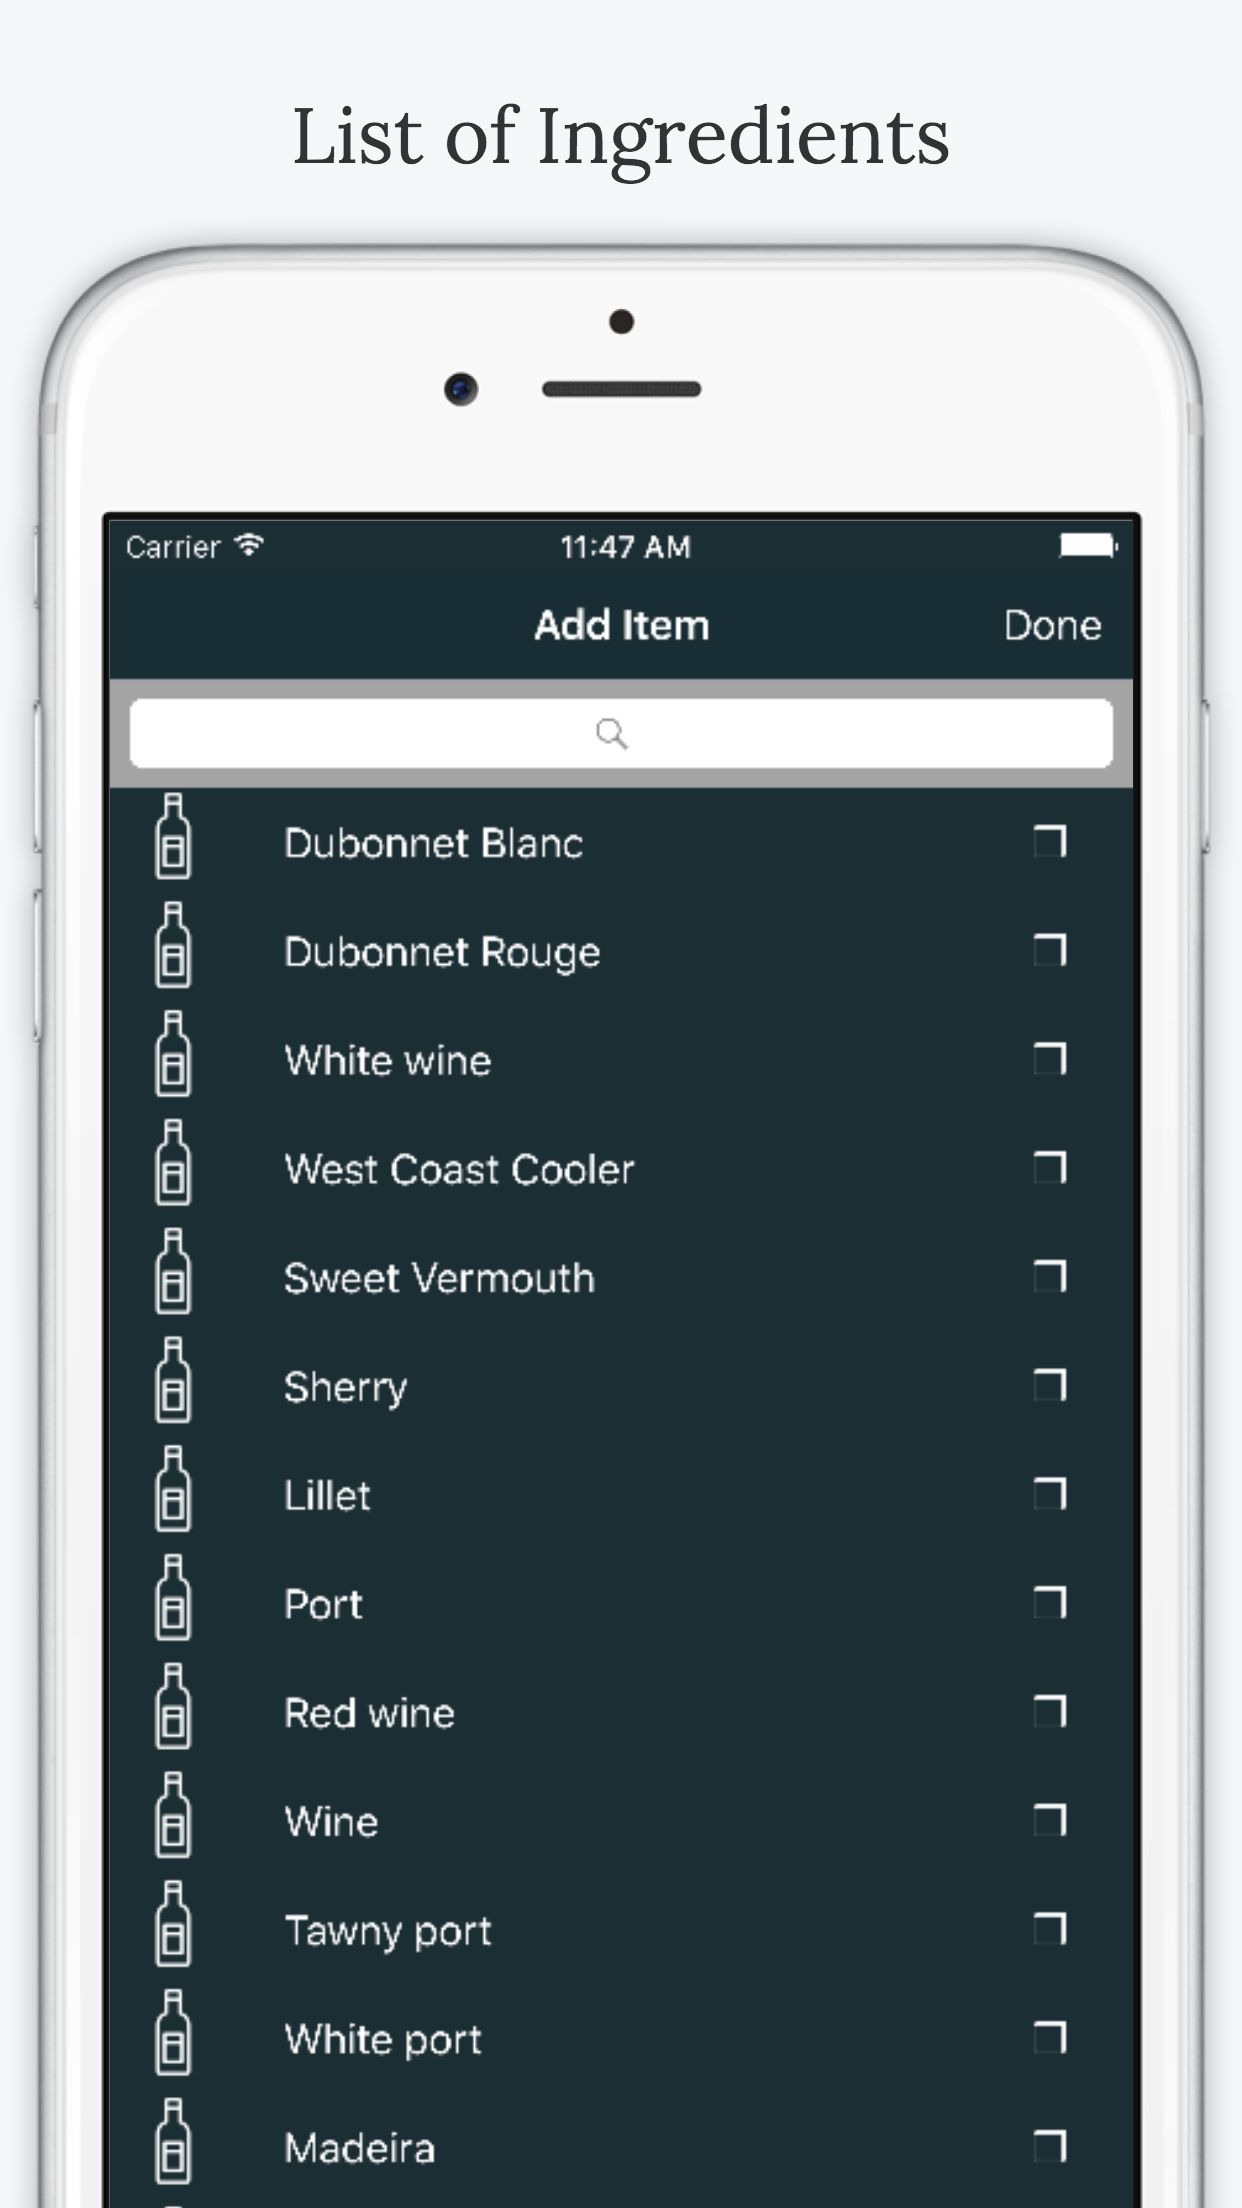 List of Ingredients
Carrier 11:47 AM
Add Item Done
Dubonnet Blanc
Dubonnet Rouge
White wine
West Coast Cooler
Sweet Vermouth
Sherry
Lillet
Port
Red wine
Wine
Tawny port
White port
Madeira